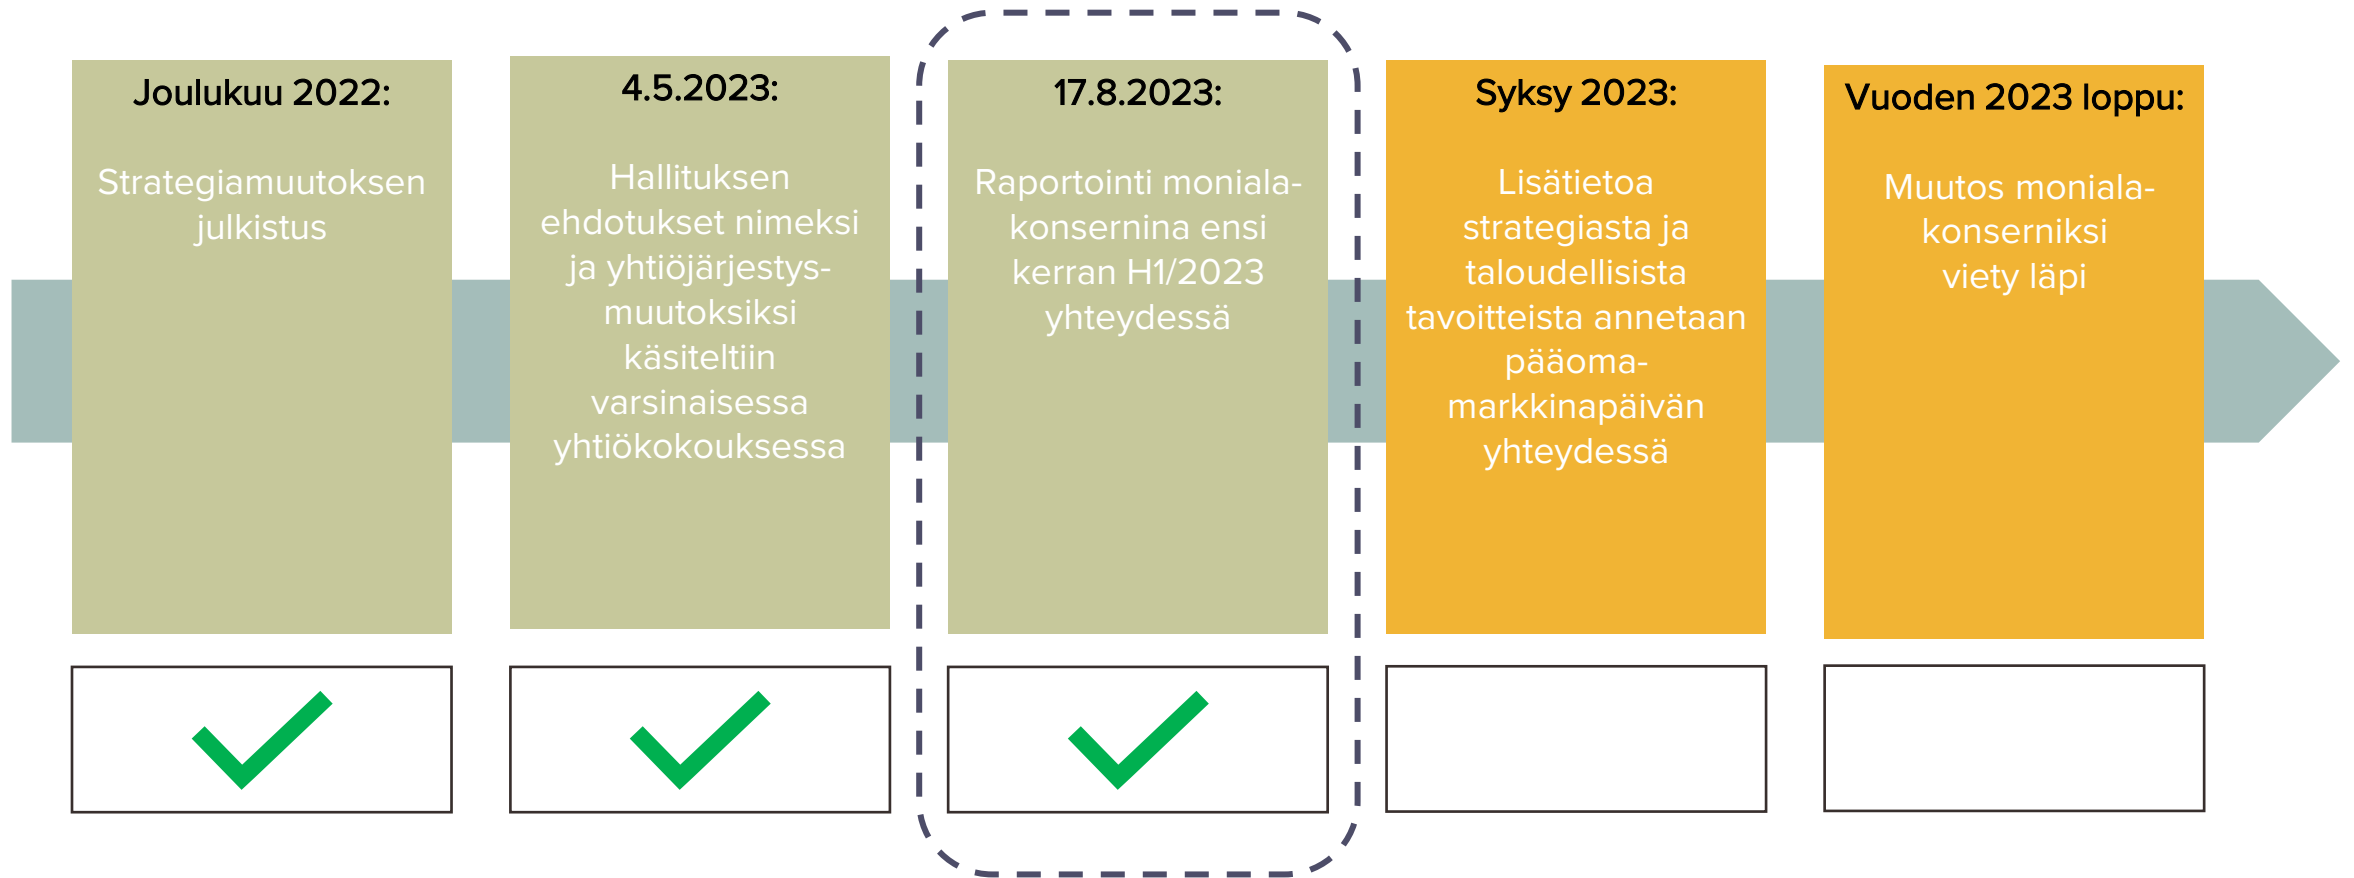 Joulukuu 2022:
Strategiamuutoksen
julkistus
4.5.2023:
Hallituksen
ehdotukset nimeksi
ja yhtiöjärjestys-
muutoksiksi
käsiteltiin
varsinaisessa
yhtiökokouksessa
17.8.2023:
Raportointi moniala-
konsernina ensi
kerran H1/2023
yhteydessä
Syksy 2023:
Lisätietoa
strategiasta ja
taloudellisista
tavoitteista annetaan
pääoma-
markkinapäivän
yhteydessä
Vuoden 2023 loppu:
Muutos moniala-
konserniksi
viety läpi